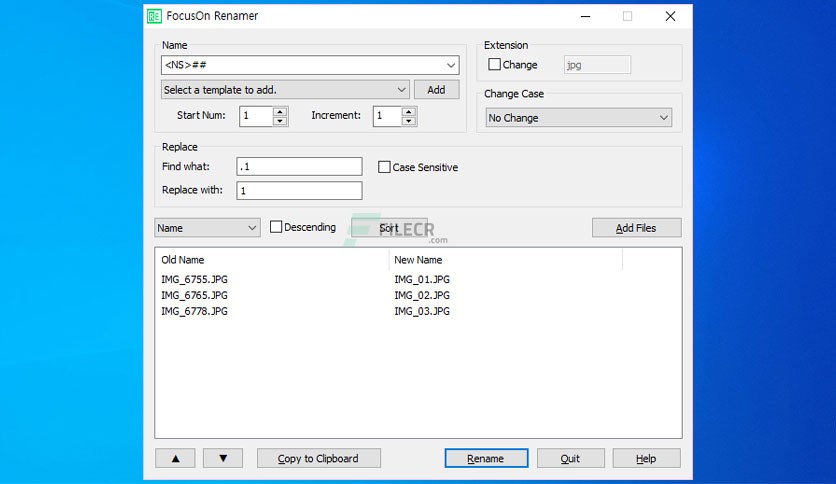 RE FocusOn Renamer
Name
<NS>##
Select a template to add. Add
Start Num: 1 Increment: 1
Extension
Change jpg
Change Case
No Change
Replace
Find what: .1 Case Sensitive
Replace with: 1
Name Descending Sort Add Files
FILECR
.com
Old Name New Name
IMG_6755.JPG IMG_01.JPG
IMG_6765.JPG IMG_02.JPG
IMG_6778.JPG IMG_03.JPG
▲ ▼ Copy to Clipboard Rename Quit Help